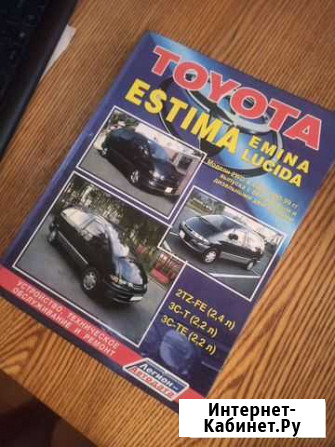 TOYOTA
ESTIMA
EMINA
LUCIDA
2TZ-FE (2,4 л)
3C-T (2,2 л)
3C-TE (2,2 л)
УСТРОЙСТВО, ТЕХНИЧЕСКОЕ
ОБСЛУЖИВАНИЕ И РЕМОНТ
Легион-
Автодата
Интернет-
Кабинет.Ру